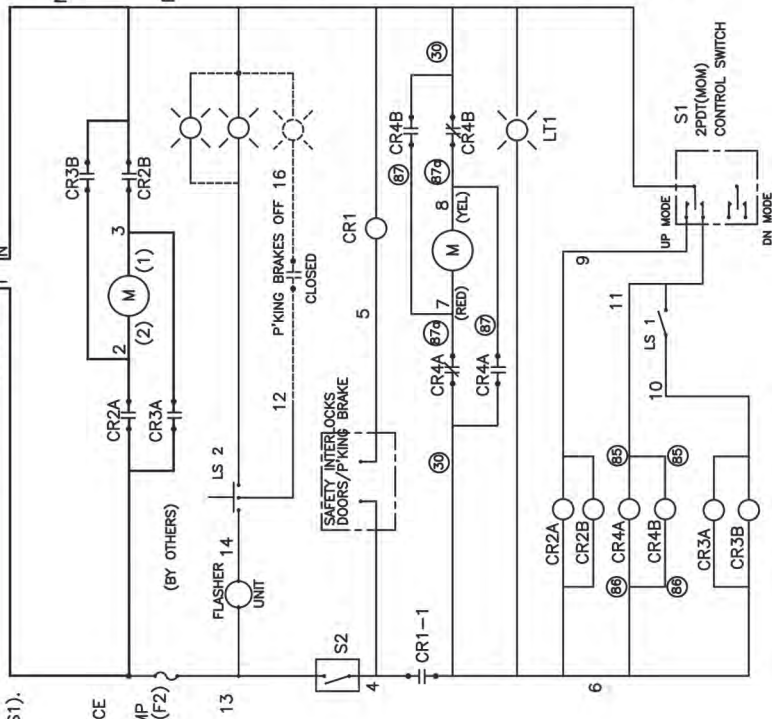 S1).
CE
MP
(F2)
13
IN
CR3B
CR2B
3
(1)
M
(2)
2
CR2A
CR3A
(BY OTHERS)
P'KING BRAKES OFF 16
CLOSED
12
LS 2
14
FLASHER
UNIT
CR1
5
SAFETY INTERLOCKS
DOORS/P'KING BRAKE
S2
4
CR1-1
30
CR4B
87
CR4B
87a
8
(YEL)
M
7
(RED)
87a
CR4A
87
CR4A
30
LT1
S1
2PDT(MOM)
CONTROL SWITCH
UP MODE
DN MODE
9
11
LS 1
10
CR2A
CR2B
85
CR4A
86
85
CR4B
86
CR3A
CR3B
6